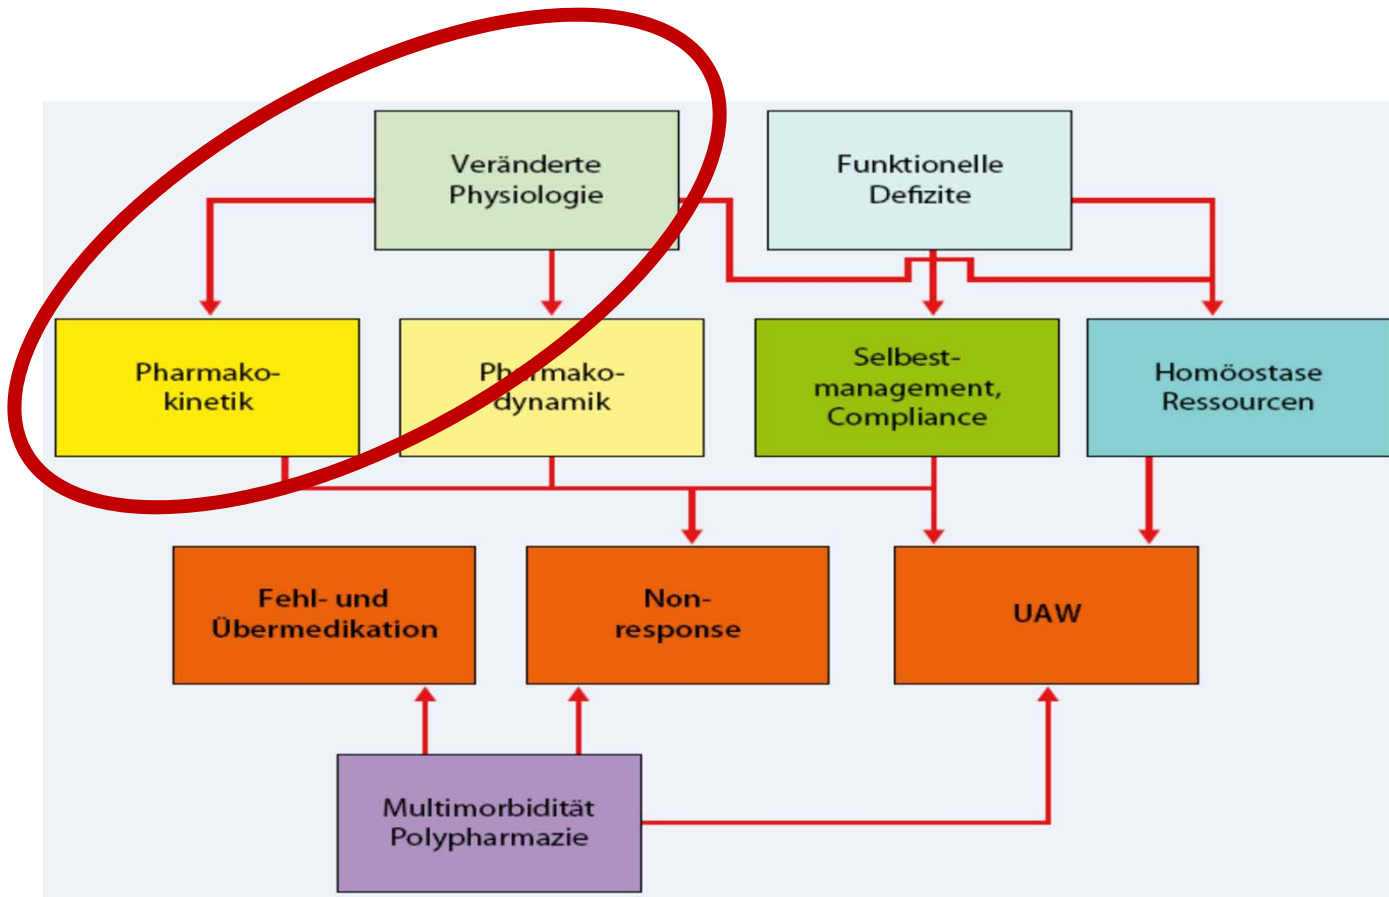 Veränderte
Physiologie
Funktionelle
Defizite
Pharmako-
kinetik
Pharmako-
dynamik
Selbest-
management,
Compliance
Homöostase
Ressourcen
Fehl- und
Übermedikation
Non-
response
UAW
Multimorbidität
Polypharmazie